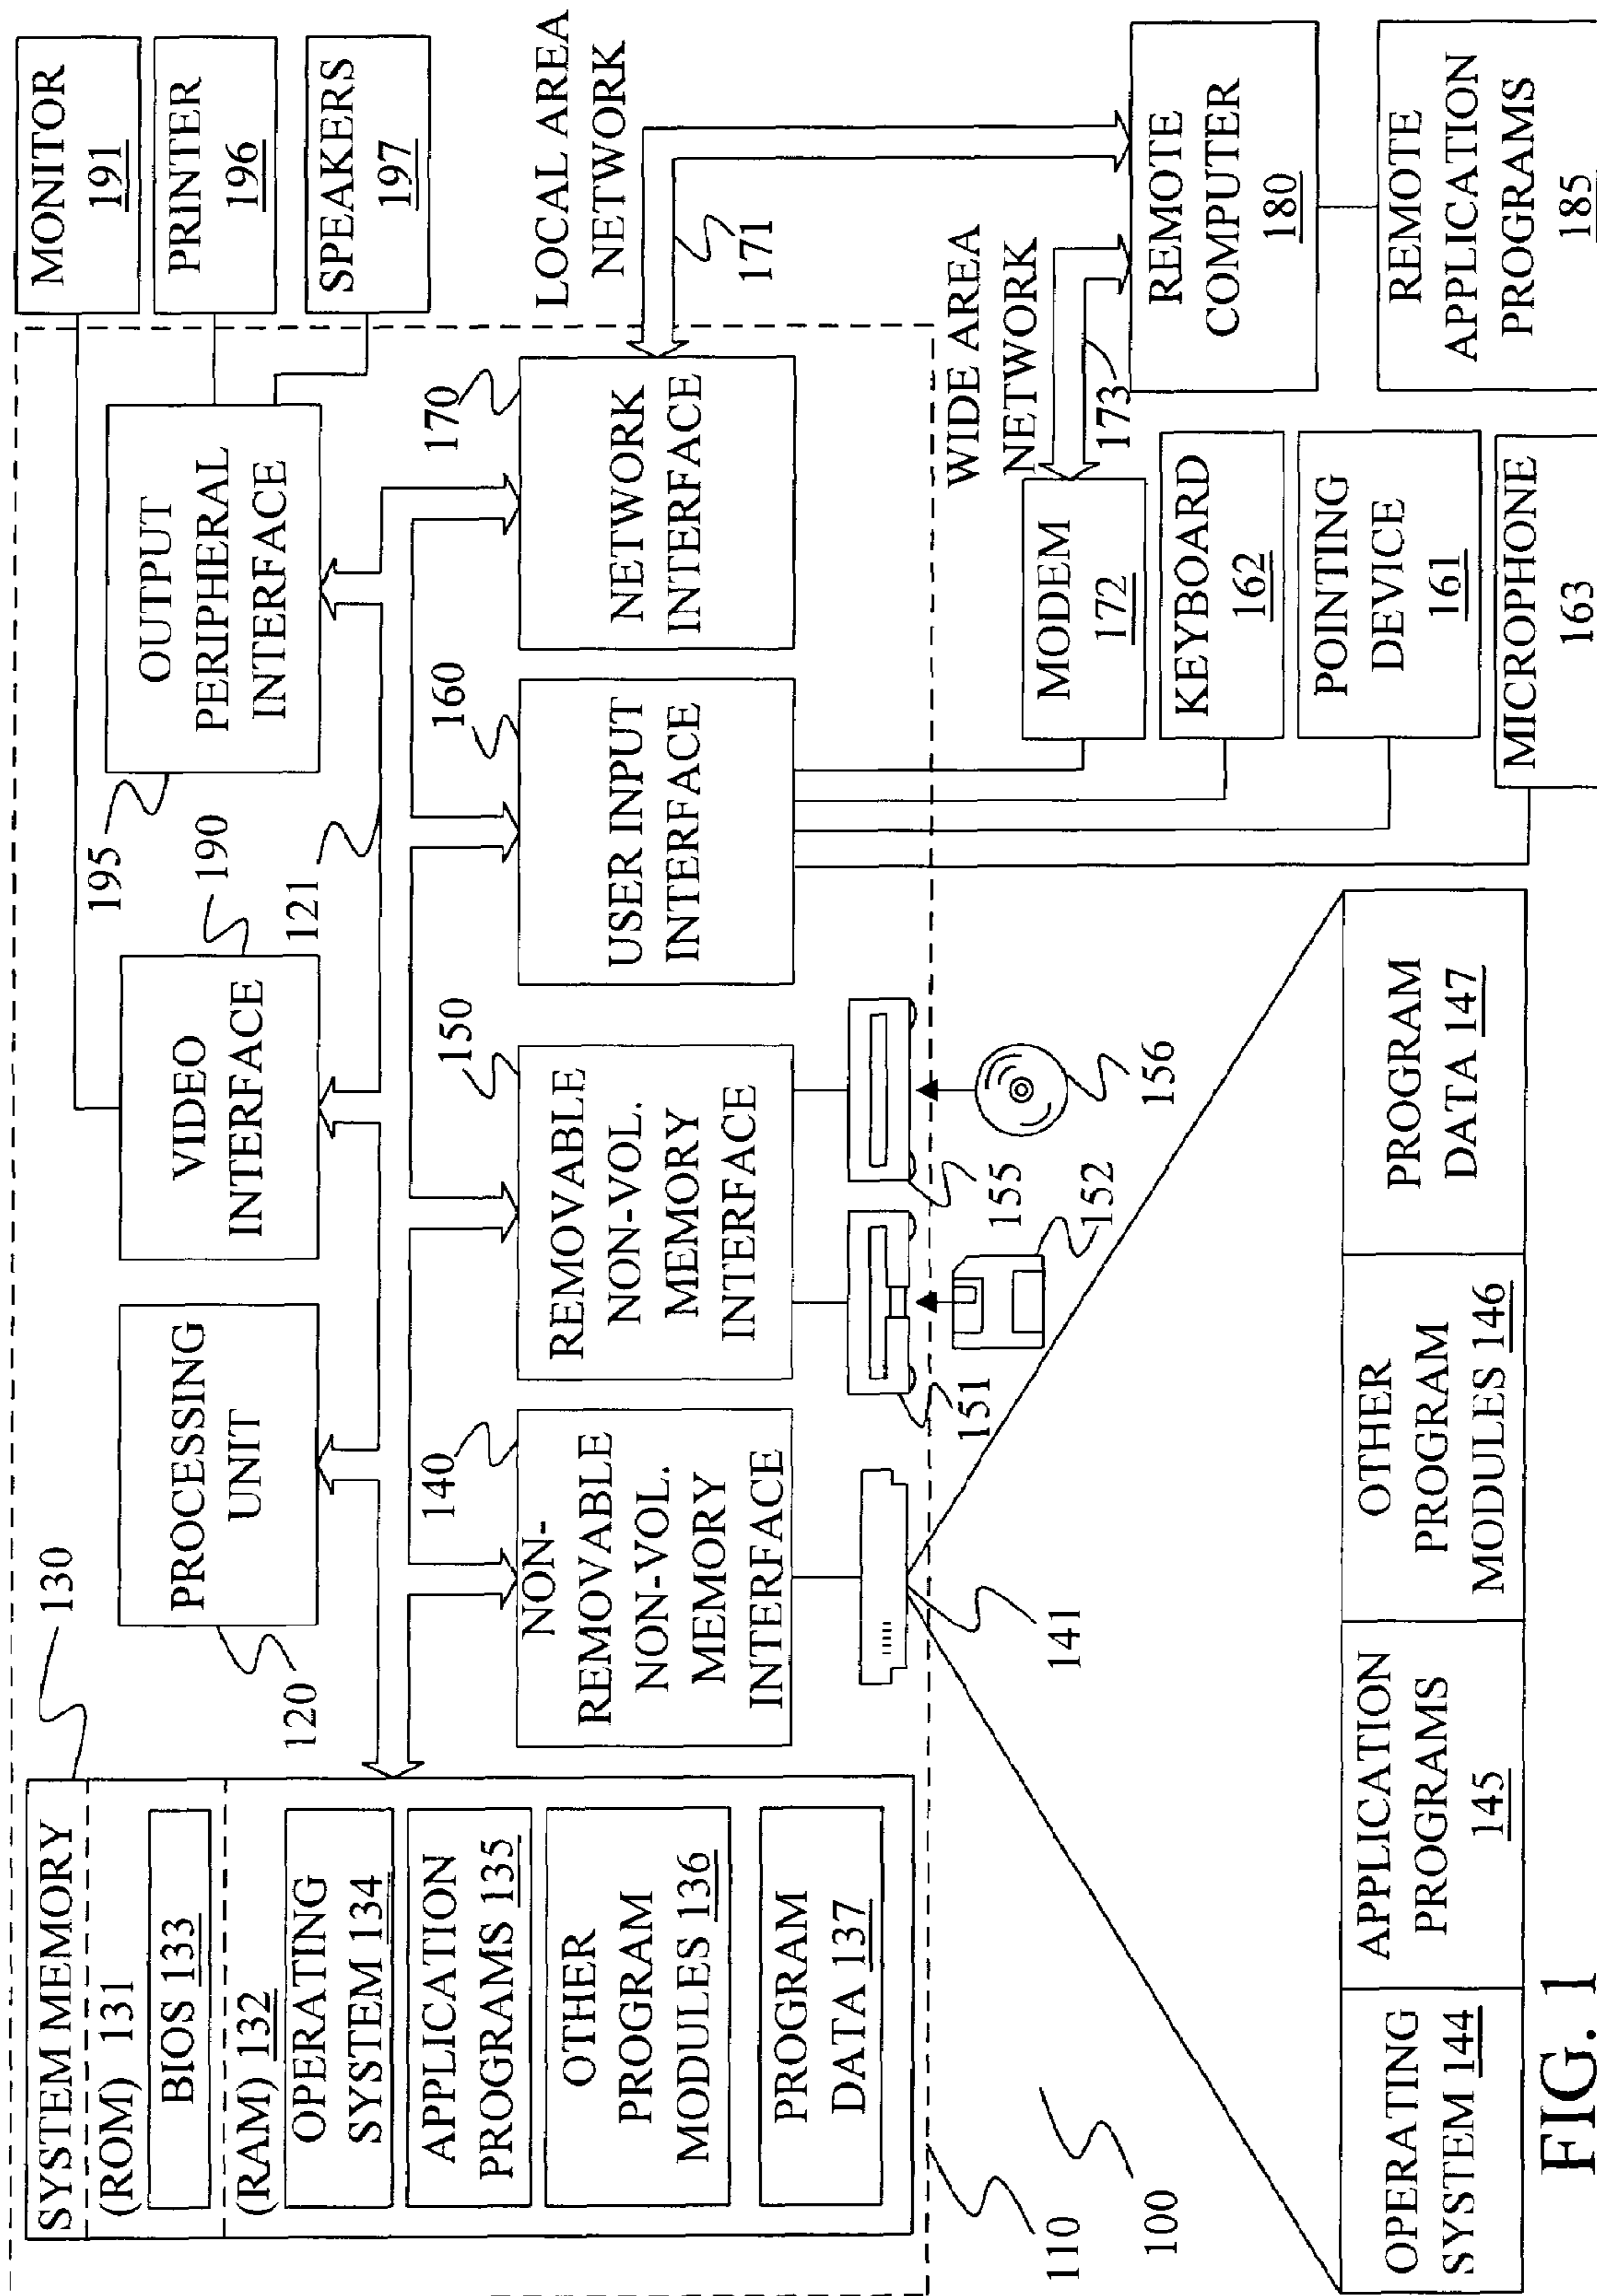 SYSTEM MEMORY
(ROM) 131
BIOS 133
(RAM) 132
OPERATING
SYSTEM 134
APPLICATION
PROGRAMS 135
OTHER
PROGRAM
MODULES 136
PROGRAM
DATA 137
130
PROCESSING
UNIT
120
VIDEO
INTERFACE
190
OUTPUT
PERIPHERAL
INTERFACE
195
121
MONITOR
191
PRINTER
196
SPEAKERS
197
140
NON-
REMOVABLE
NON-VOL.
MEMORY
INTERFACE
150
REMOVABLE
NON-VOL.
MEMORY
INTERFACE
160
USER INPUT
INTERFACE
170
NETWORK
INTERFACE
LOCAL AREA
NETWORK
171
141
151
152
155
156
WIDE AREA
NETWORK
173
MODEM
172
KEYBOARD
162
POINTING
DEVICE
161
MICROPHONE
163
REMOTE
COMPUTER
180
REMOTE
APPLICATION
PROGRAMS
185
110
100
OPERATING
SYSTEM 144
APPLICATION
PROGRAMS
145
OTHER
PROGRAM
MODULES 146
PROGRAM
DATA 147
FIG. 1